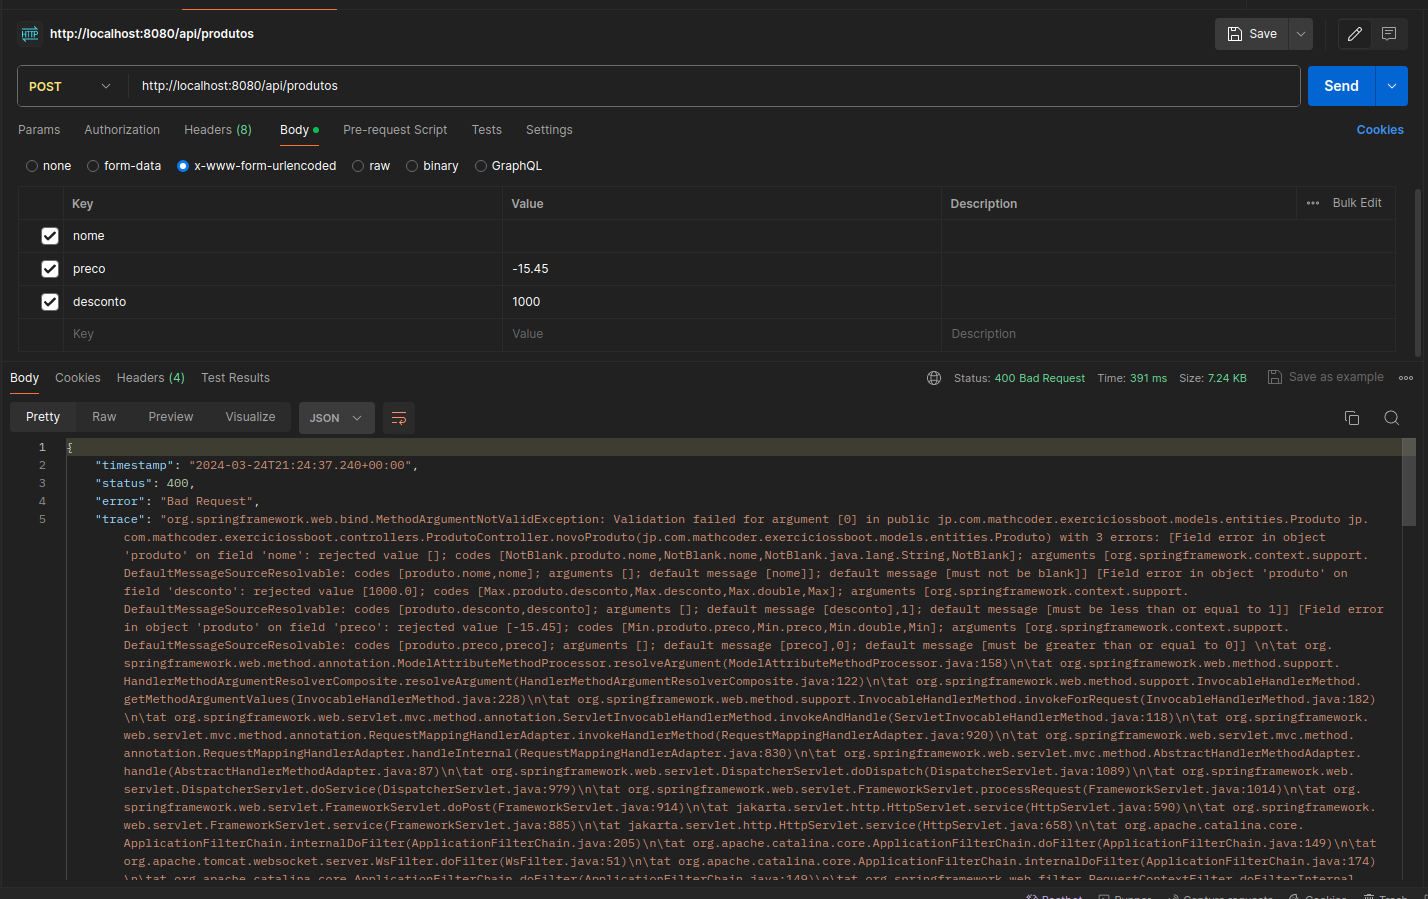 HTTP http://localhost:8080/api/produtos Save
POST http://localhost:8080/api/produtos Send
Params Authorization Headers (8) Body Pre-request Script Tests Settings Cookies
none form-data x-www-form-urlencoded raw binary GraphQL
Key Value Description Bulk Edit
nome
preco -15.45
desconto 1000
Key Value Description
Body Cookies Headers (4) Test Results Status: 400 Bad Request Time: 391 ms Size: 7.24 KB Save as example
Pretty Raw Preview Visualize JSON
1 {
2 "timestamp": "2024-03-24T21:24:37.240+00:00",
3 "status": 400,
4 "error": "Bad Request",
5 "trace": "org.springframework.web.bind.MethodArgumentNotValidException: Validation failed for argument [0] in public jp.com.mathcoder.exerciciossboot.models.entities.Produto jp.
com.mathcoder.exerciciossboot.controllers.ProdutoController.novoProduto(jp.com.mathcoder.exerciciossboot.models.entities.Produto) with 3 errors: [Field error in object
'produto' on field 'nome': rejected value []; codes [NotBlank.produto.nome,NotBlank.nome,NotBlank.java.lang.String,NotBlank]; arguments [org.springframework.context.support.
DefaultMessageSourceResolvable: codes [produto.nome,nome]; arguments []; default message [nome]]; default message [must not be blank]] [Field error in object 'produto' on
field 'desconto': rejected value [1000.0]; codes [Max.produto.desconto,Max.desconto,Max.double,Max]; arguments [org.springframework.context.support.
DefaultMessageSourceResolvable: codes [produto.desconto,desconto]; arguments []; default message [desconto],1]; default message [must be less than or equal to 1]] [Field error
in object 'produto' on field 'preco': rejected value [-15.45]; codes [Min.produto.preco,Min.preco,Min.double,Min]; arguments [org.springframework.context.support.
DefaultMessageSourceResolvable: codes [produto.preco,preco]; arguments []; default message [preco],0]; default message [must be greater than or equal to 0]] \n\tat org.
springframework.web.method.annotation.ModelAttributeMethodProcessor.resolveArgument(ModelAttributeMethodProcessor.java:158)\n\tat org.springframework.web.method.support.
HandlerMethodArgumentResolverComposite.resolveArgument(HandlerMethodArgumentResolverComposite.java:122)\n\tat org.springframework.web.method.support.InvocableHandlerMethod.
getMethodArgumentValues(InvocableHandlerMethod.java:228)\n\tat org.springframework.web.method.support.InvocableHandlerMethod.invokeForRequest(InvocableHandlerMethod.java:182)
\n\tat org.springframework.web.servlet.mvc.method.annotation.ServletInvocableHandlerMethod.invokeAndHandle(ServletInvocableHandlerMethod.java:118)\n\tat org.springframework.
web.servlet.mvc.method.annotation.RequestMappingHandlerAdapter.invokeHandlerMethod(RequestMappingHandlerAdapter.java:920)\n\tat org.springframework.web.servlet.mvc.method.
annotation.RequestMappingHandlerAdapter.handleInternal(RequestMappingHandlerAdapter.java:830)\n\tat org.springframework.web.servlet.mvc.method.AbstractHandlerMethodAdapter.
handle(AbstractHandlerMethodAdapter.java:87)\n\tat org.springframework.web.servlet.DispatcherServlet.doDispatch(DispatcherServlet.java:1089)\n\tat org.springframework.web.
servlet.DispatcherServlet.doService(DispatcherServlet.java:979)\n\tat org.springframework.web.servlet.FrameworkServlet.processRequest(FrameworkServlet.java:1014)\n\tat org.
springframework.web.servlet.FrameworkServlet.doPost(FrameworkServlet.java:914)\n\tat jakarta.servlet.http.HttpServlet.service(HttpServlet.java:590)\n\tat org.springframework.
web.servlet.FrameworkServlet.service(FrameworkServlet.java:885)\n\tat jakarta.servlet.http.HttpServlet.service(HttpServlet.java:658)\n\tat org.apache.catalina.core.
ApplicationFilterChain.internalDoFilter(ApplicationFilterChain.java:205)\n\tat org.apache.catalina.core.ApplicationFilterChain.doFilter(ApplicationFilterChain.java:149)\n\tat
org.apache.tomcat.websocket.server.WsFilter.doFilter(WsFilter.java:51)\n\tat org.apache.catalina.core.ApplicationFilterChain.internalDoFilter(ApplicationFilterChain.java:174)
\n\tat org.apache.catalina.core.ApplicationFilterChain.doFilter(ApplicationFilterChain.java:149)\n\tat org.springframework.web.filter.RequestContextFilter.doFilterInternal
Postbot Runner Capture requests Cookies Trash